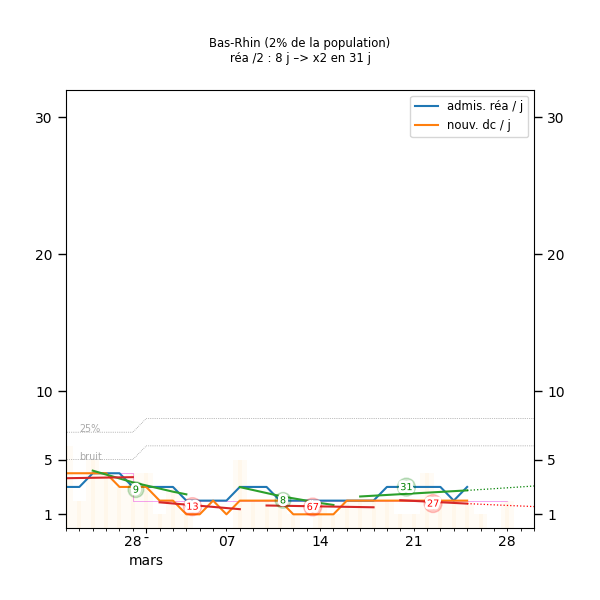 Bas-Rhin (2% de la population)
réa /2 : 8 j –> x2 en 31 j
admis. réa / j
nouv. dc / j
30 30
20 20
10 10
25%
bruit
5 5
9
8
13
67
31
27
1 1
28 07 14 21 28
mars